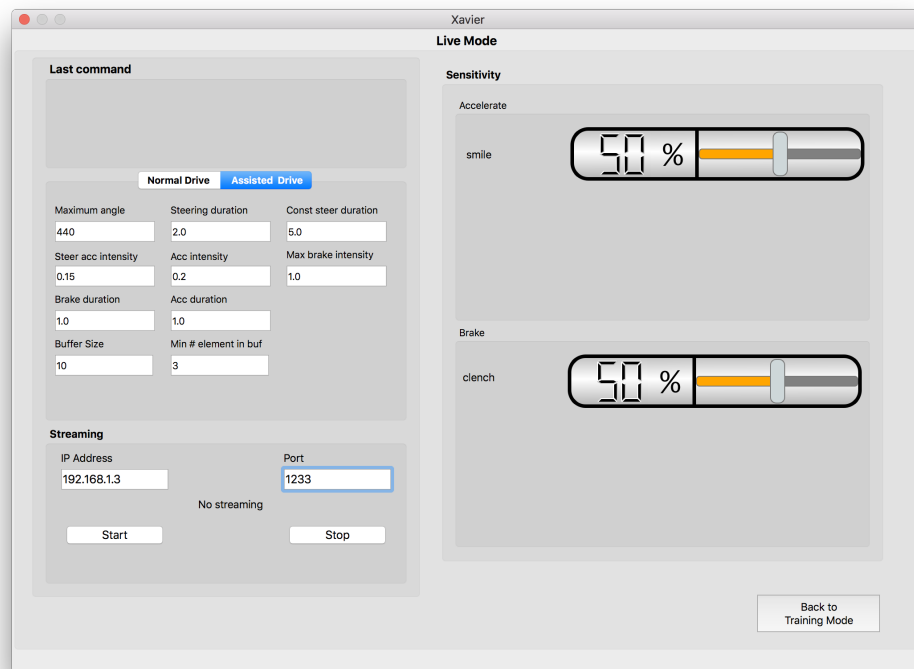 Xavier
Live Mode
Last command
Normal Drive Assisted Drive
Maximum angle Steering duration Const steer duration
440 2.0 5.0
Steer acc intensity Acc intensity Max brake intensity
0.15 0.2 1.0
Brake duration Acc duration
1.0 1.0
Buffer Size Min # element in buf
10 3
Streaming
IP Address Port
192.168.1.3 1233
No streaming
Start Stop
Sensitivity
Accelerate
smile 50 %
Brake
clench 50 %
Back to
Training Mode